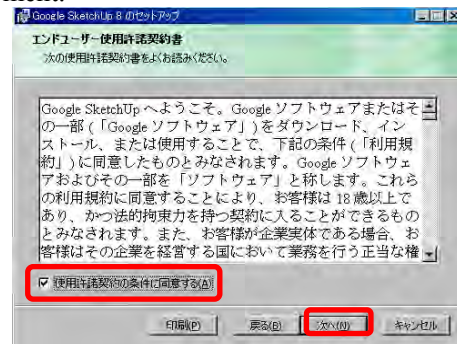 ment.
Google SketchUp 8 のセットアップ
エンドユーザー使用許諾契約書
次の使用許諾契約書をよくお読みください。
Google SketchUp へようこそ。Google ソフトウェアまたはそ
の一部 (「Google ソフトウェア」) をダウンロード、イン
ストール、または使用することで、下記の条件 (「利用規
約」) に同意したものとみなされます。Google ソフトウェ
アおよびその一部を「ソフトウェア」と称します。これら
の利用規約に同意することにより、お客様は 18 歳以上で
あり、かつ法的拘束力を持つ契約に入ることができるもの
とみなされます。また、お客様が企業実体である場合、お
客様はその企業を経営する国において業務を行う正当な権
使用許諾契約の条件に同意する(A)
印刷(P) 戻る(B) 次へ(N) キャンセル